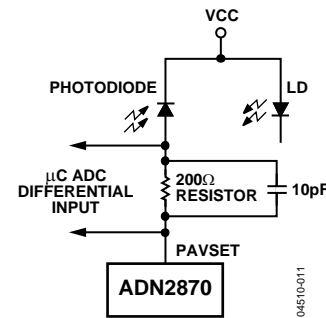 VCC
PHOTODIODE
LD
μC ADC
DIFFERENTIAL
INPUT
200Ω
RESISTOR
10pF
PAVSET
ADN2870
04510-011